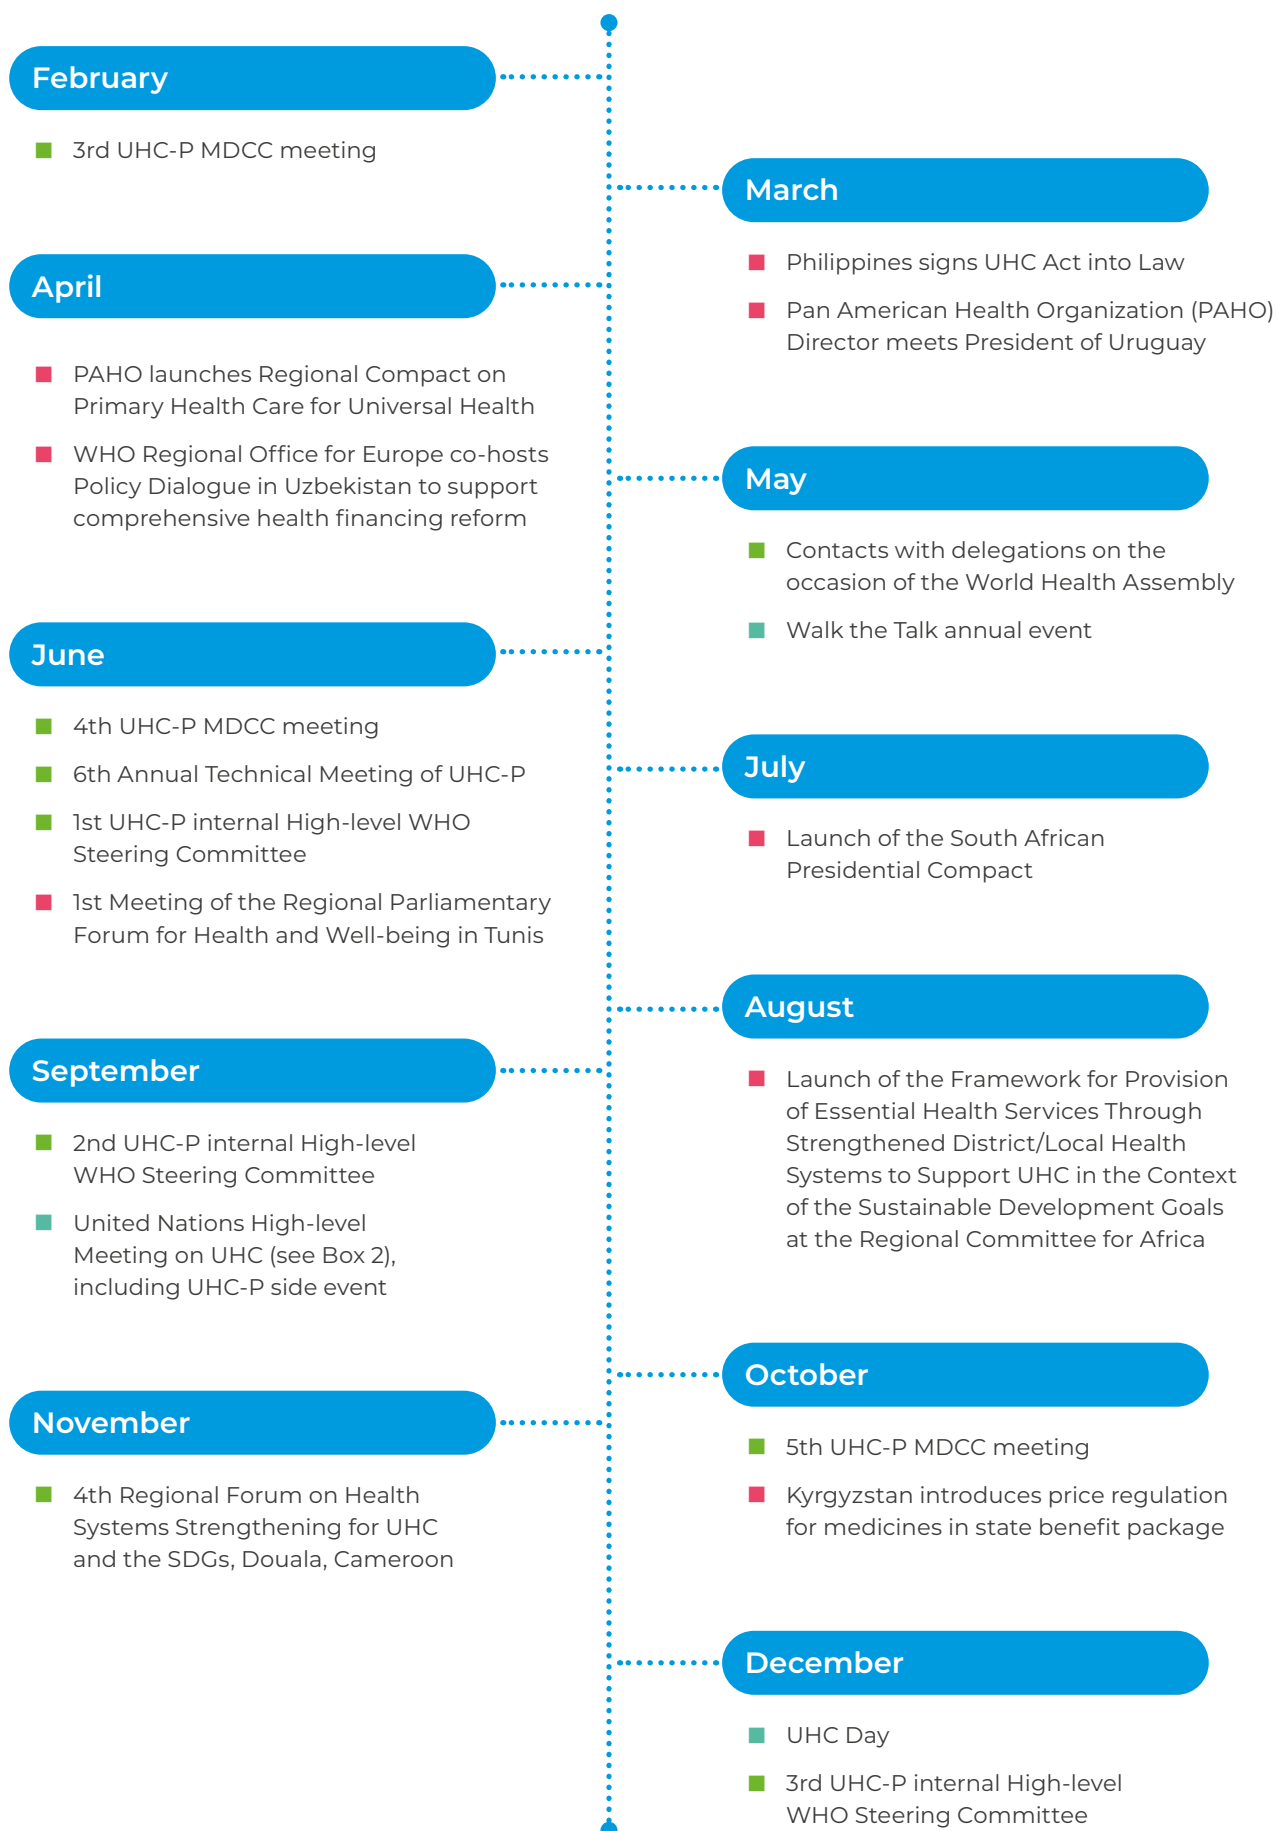 February
3rd UHC-P MDCC meeting
March
Philippines signs UHC Act into Law
Pan American Health Organization (PAHO)
Director meets President of Uruguay
April
PAHO launches Regional Compact on
Primary Health Care for Universal Health
WHO Regional Office for Europe co-hosts
Policy Dialogue in Uzbekistan to support
comprehensive health financing reform
May
Contacts with delegations on the
occasion of the World Health Assembly
Walk the Talk annual event
June
4th UHC-P MDCC meeting
6th Annual Technical Meeting of UHC-P
1st UHC-P internal High-level WHO
Steering Committee
1st Meeting of the Regional Parliamentary
Forum for Health and Well-being in Tunis
July
Launch of the South African
Presidential Compact
August
Launch of the Framework for Provision
of Essential Health Services Through
Strengthened District/Local Health
Systems to Support UHC in the Context
of the Sustainable Development Goals
at the Regional Committee for Africa
September
2nd UHC-P internal High-level
WHO Steering Committee
United Nations High-level
Meeting on UHC (see Box 2),
including UHC-P side event
October
5th UHC-P MDCC meeting
Kyrgyzstan introduces price regulation
for medicines in state benefit package
November
4th Regional Forum on Health
Systems Strengthening for UHC
and the SDGs, Douala, Cameroon
December
UHC Day
3rd UHC-P internal High-level
WHO Steering Committee